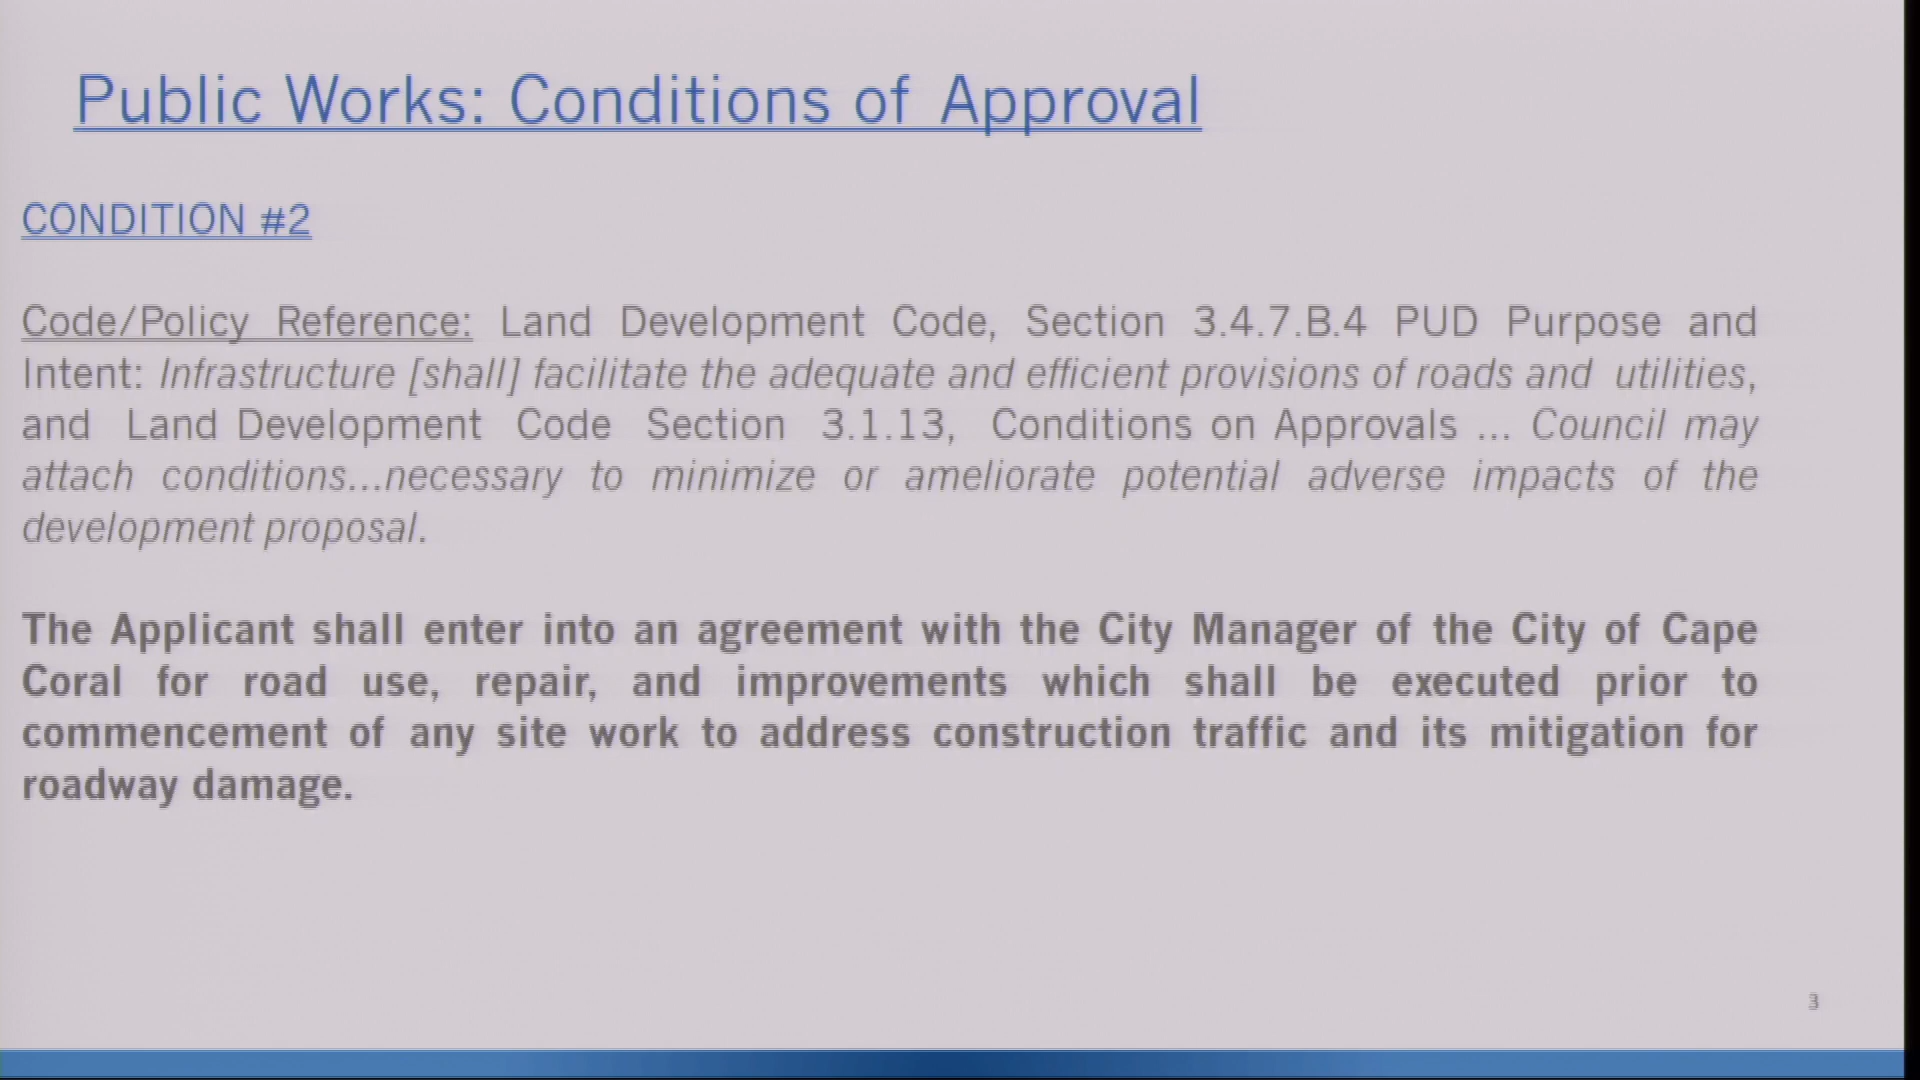 Public Works: Conditions of Approval
CONDITION #2
Code/Policy Reference: Land Development Code, Section 3.4.7.B.4 PUD Purpose and
Intent: Infrastructure [shall] facilitate the adequate and efficient provisions of roads and utilities,
and Land Development Code Section 3.1.13, Conditions on Approvals ... Council may
attach conditions...necessary to minimize or ameliorate potential adverse impacts of the
development proposal.
The Applicant shall enter into an agreement with the City Manager of the City of Cape
Coral for road use, repair, and improvements which shall be executed prior to
commencement of any site work to address construction traffic and its mitigation for
roadway damage.
3